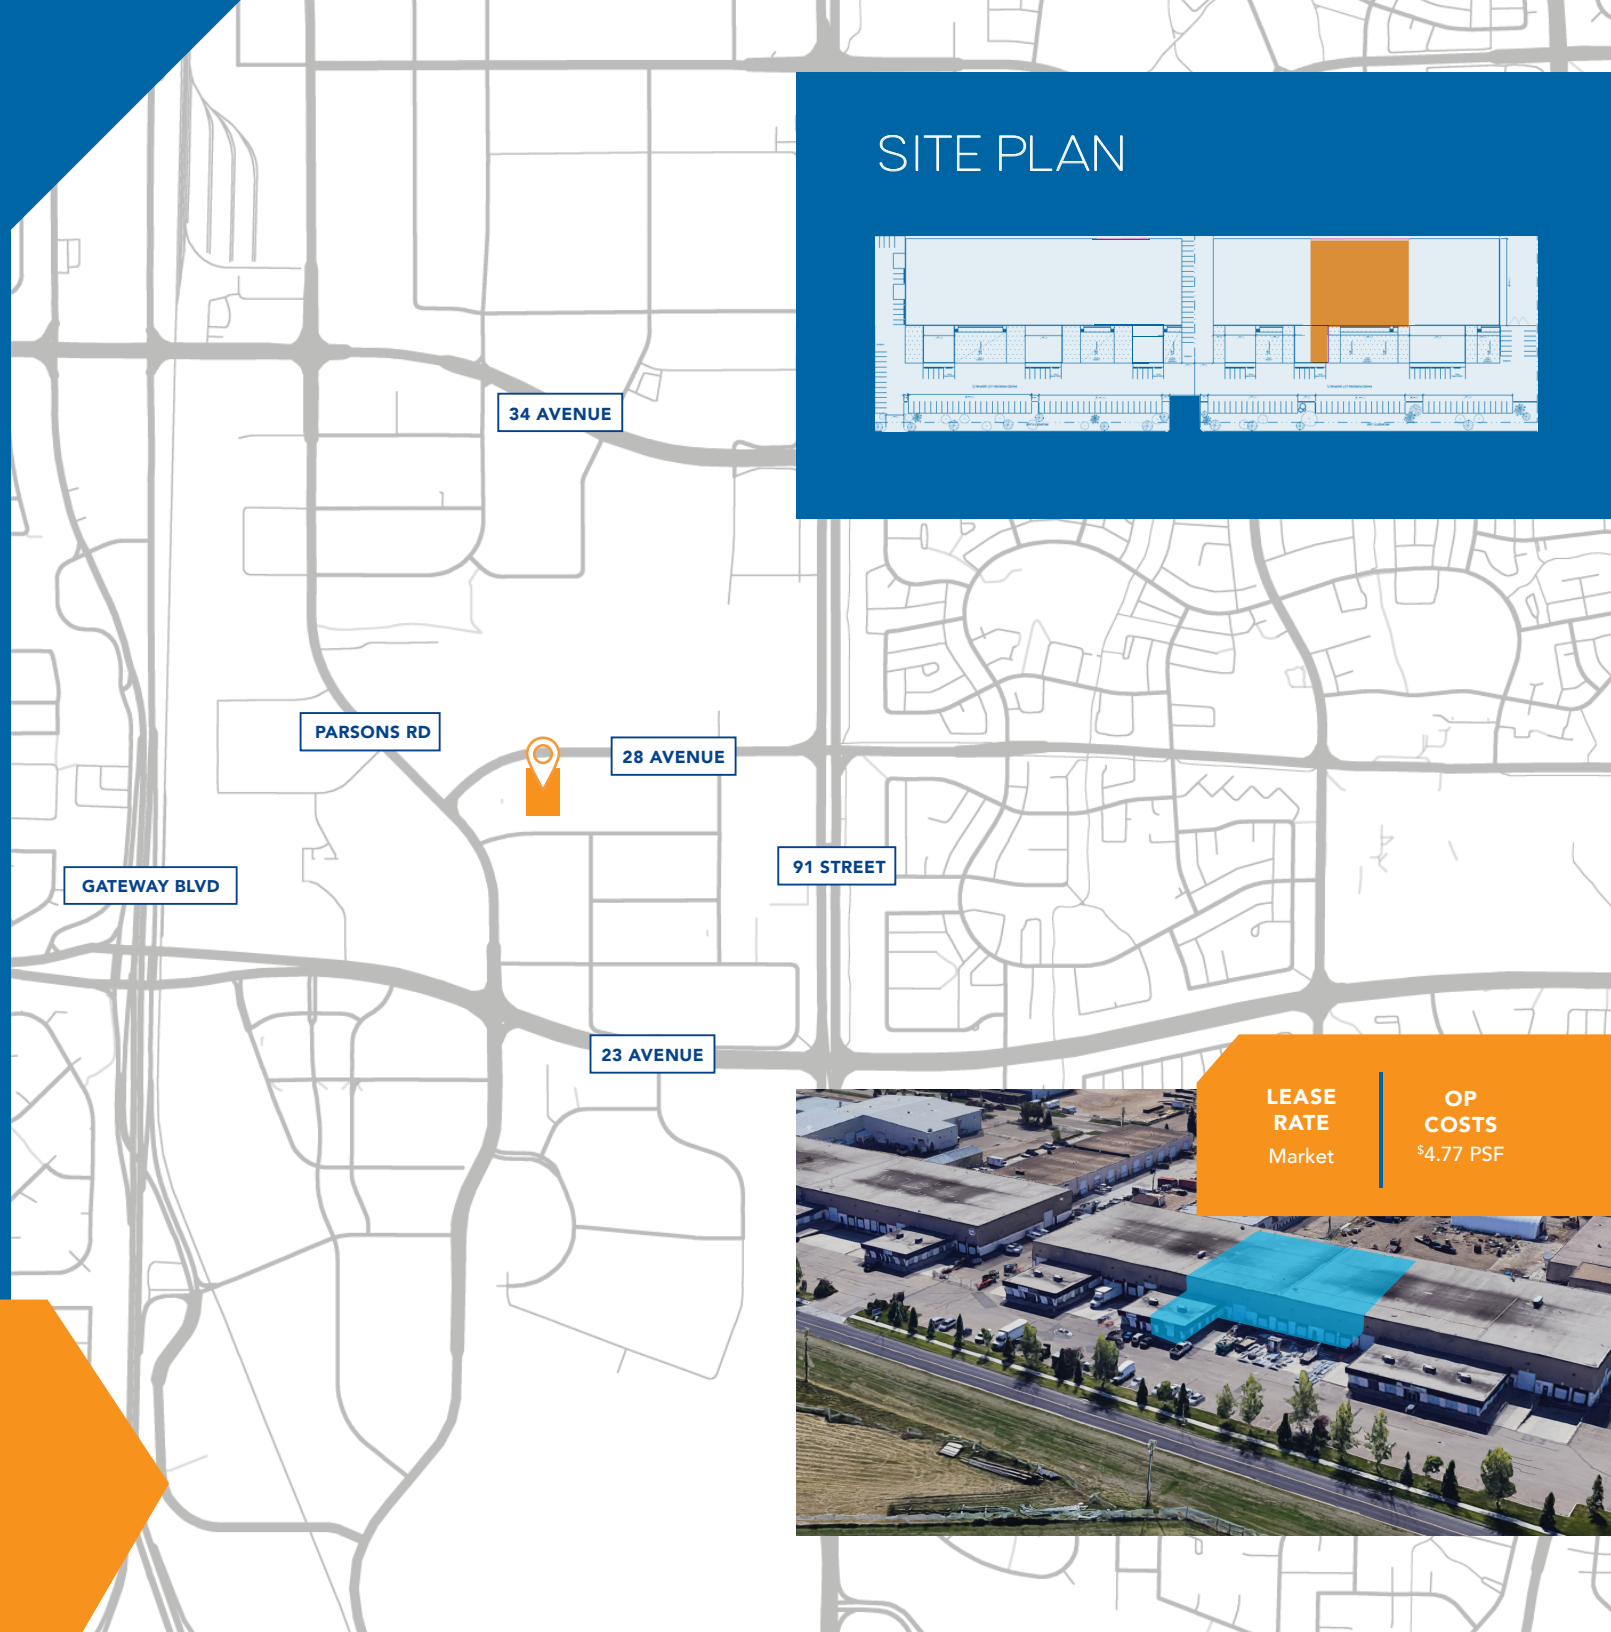 SITE PLAN
34 AVENUE
PARSONS RD
28 AVENUE
91 STREET
GATEWAY BLVD
23 AVENUE
LEASE
RATE
Market
OP
COSTS
$4.77 PSF